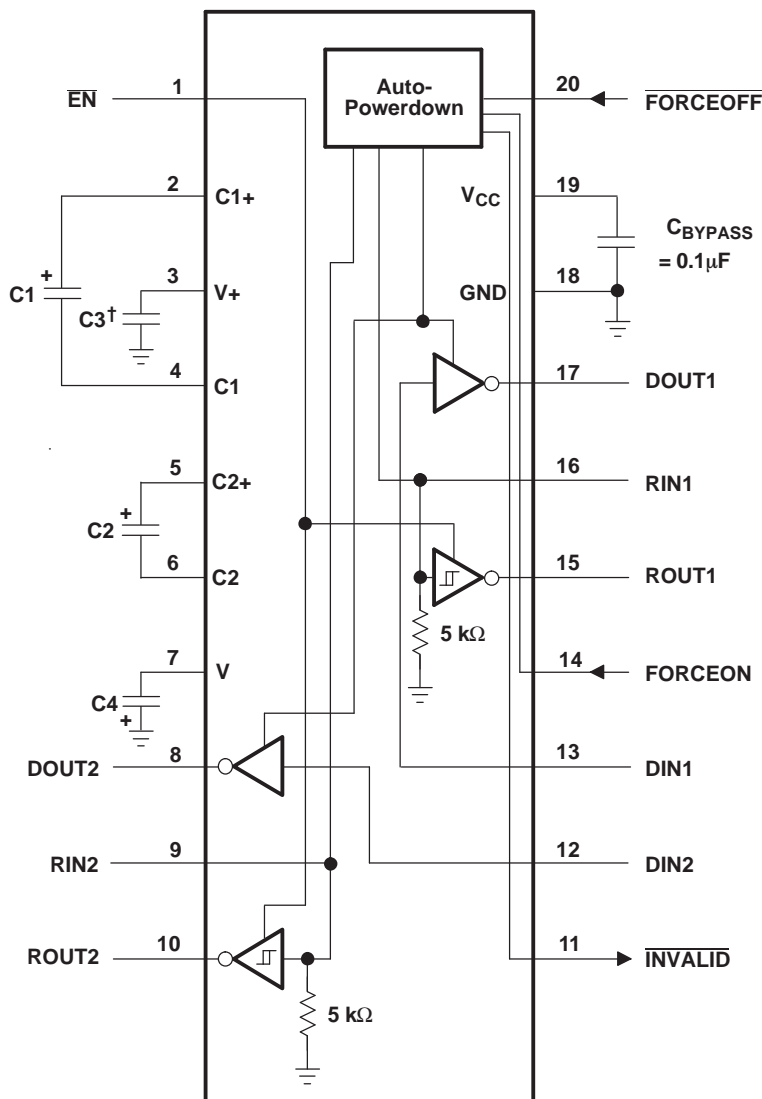 Auto-
Powerdown
EN
1
20
FORCEOFF
2
C1+
VCC
19
CBYPASS
= 0.1μF
C1
+
3
V+
C3†
GND
18
4
C1
17
DOUT1
5
C2+
16
RIN1
C2
+
6
C2
15
ROUT1
5 kΩ
7
V
14
FORCEON
C4
+
DOUT2
8
13
DIN1
RIN2
9
12
DIN2
ROUT2
10
11
INVALID
5 kΩ